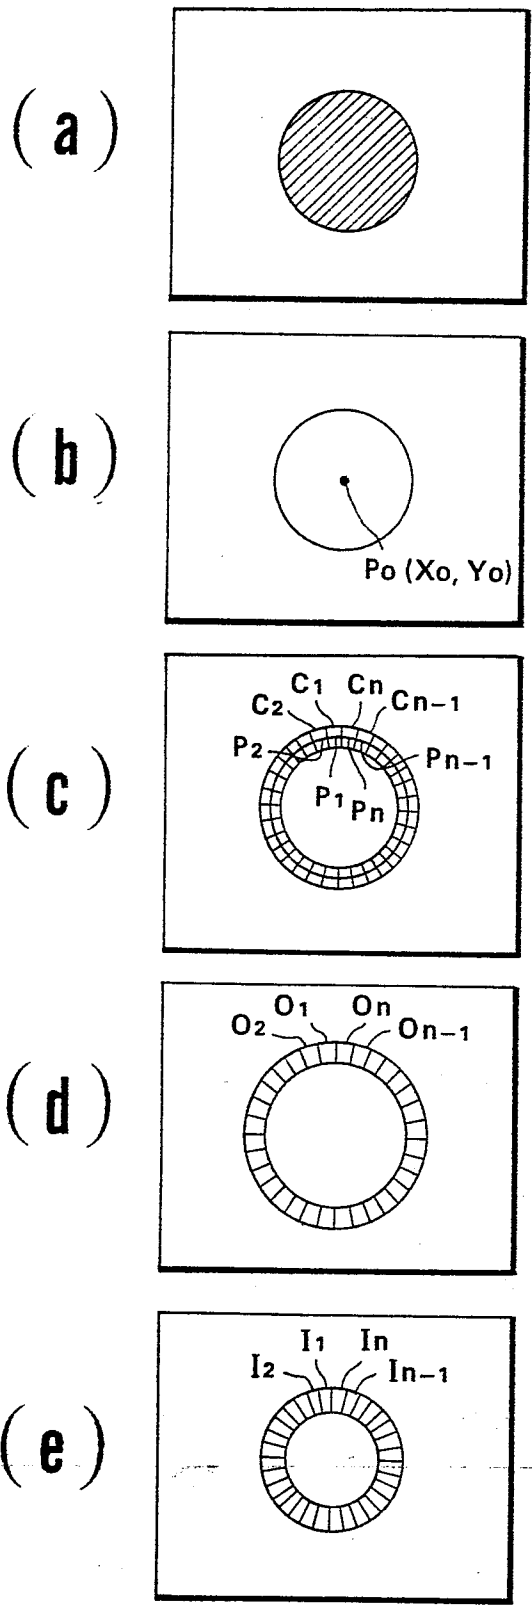 (a)
(b)
Po (Xo, Yo)
(c)
C2 C1 Cn Cn-1
P2 P1 Pn Pn-1
(d)
O2 O1 On On-1
(e)
I2 I1 In In-1